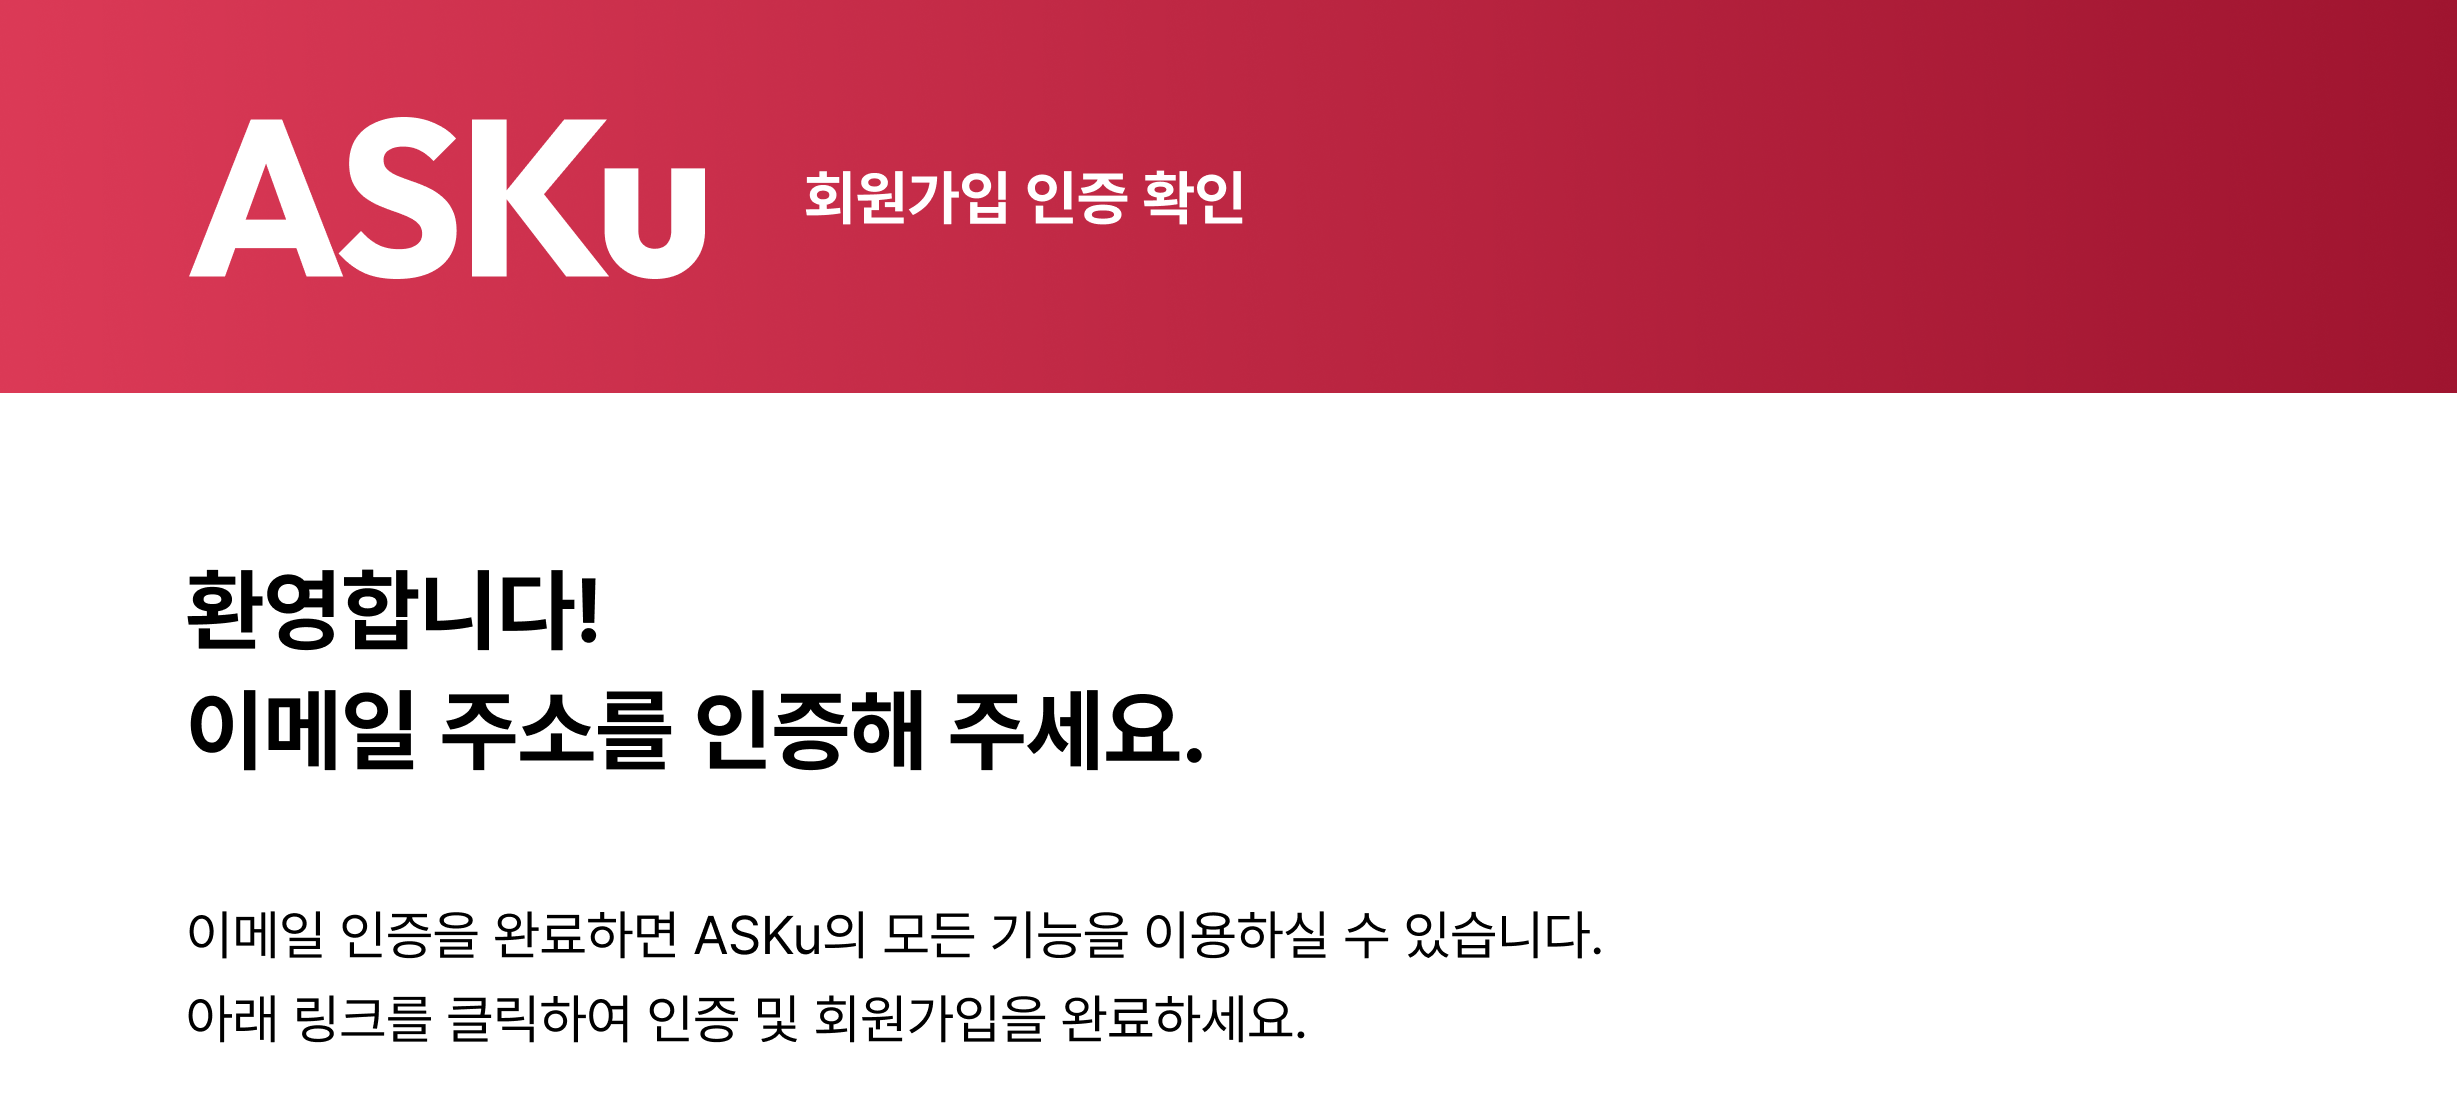 ASKu 회원가입 인증 확인
환영합니다!
이메일 주소를 인증해 주세요.
이메일 인증을 완료하면 ASKu의 모든 기능을 이용하실 수 있습니다.
아래 링크를 클릭하여 인증 및 회원가입을 완료하세요.